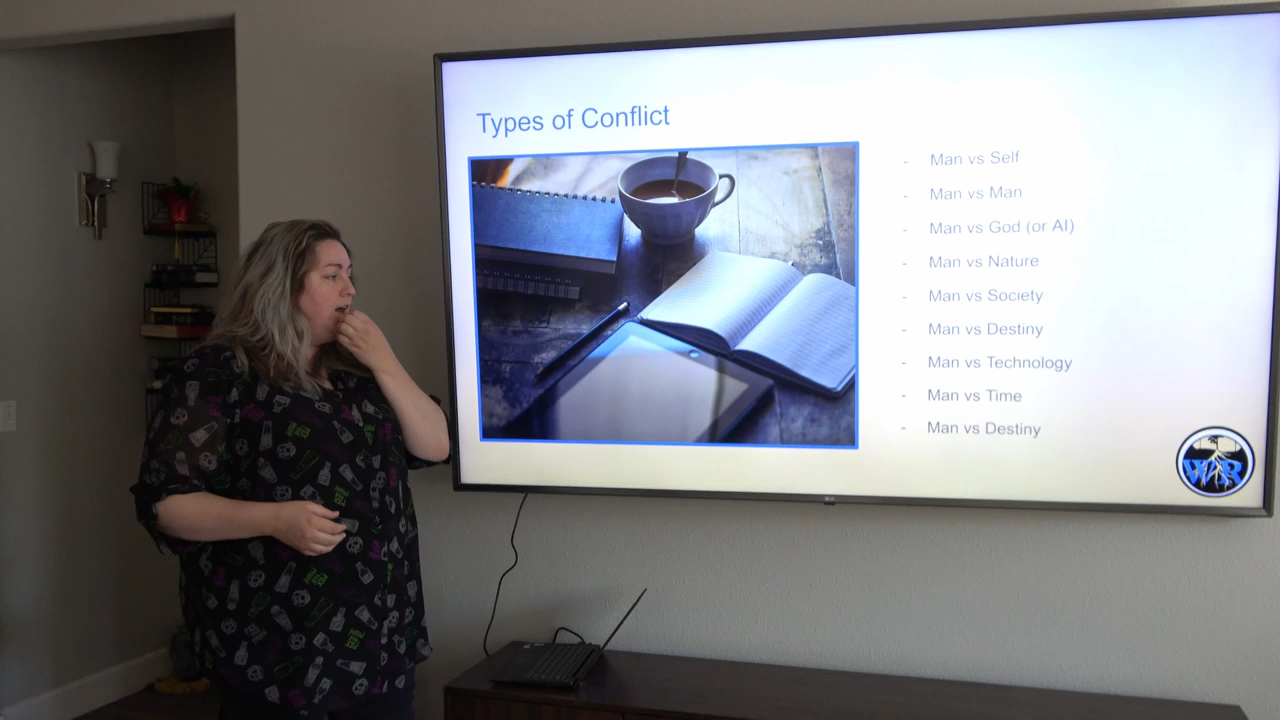 Types of Conflict
- Man vs Self
- Man vs Man
- Man vs God (or AI)
- Man vs Nature
- Man vs Society
- Man vs Destiny
- Man vs Technology
- Man vs Time
- Man vs Destiny
LG